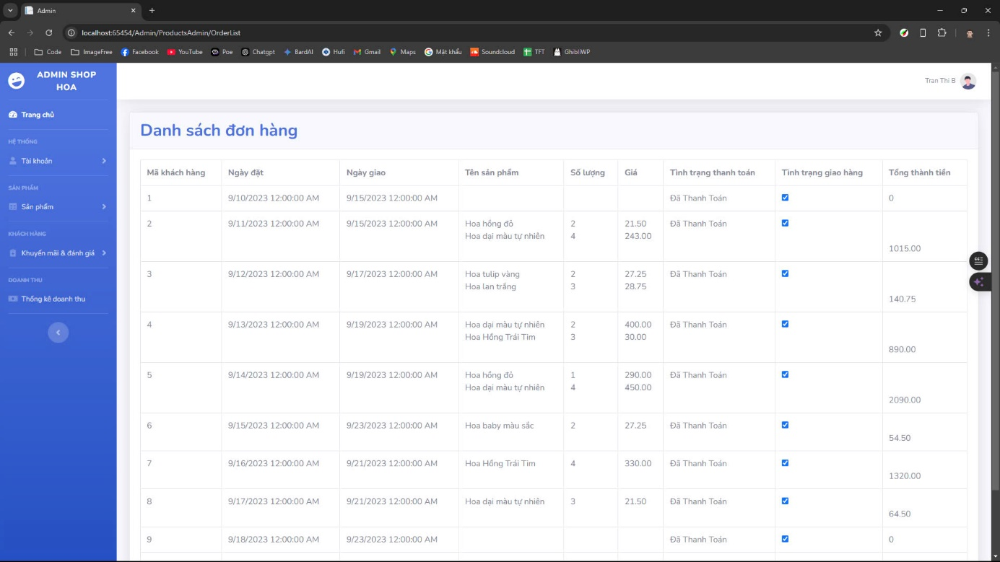 Admin
localhost:65454/Admin/ProductsAdmin/OrderList
Code ImageFree Facebook YouTube Poe Chatgpt BardAI Hufi Gmail Maps Mật khẩu Soundcloud TFT GhibliWP
ADMIN SHOP
HOA
Tran Thi B
Trang chủ
HỆ THỐNG
Tài khoản
SẢN PHẨM
Sản phẩm
KHÁCH HÀNG
Khuyến mãi & đánh giá
DOANH THU
Thống kê doanh thu
Danh sách đơn hàng
Mã khách hàng Ngày đặt Ngày giao Tên sản phẩm Số lượng Giá Tình trạng thanh toán Tình trạng giao hàng Tổng thành tiền
1 9/10/2023 12:00:00 AM 9/15/2023 12:00:00 AM Đã Thanh Toán 0
2 9/11/2023 12:00:00 AM 9/15/2023 12:00:00 AM Hoa hồng đỏ 2 21.50 Đã Thanh Toán
Hoa dại màu tự nhiên 4 243.00
1015.00
3 9/12/2023 12:00:00 AM 9/17/2023 12:00:00 AM Hoa tulip vàng 2 27.25 Đã Thanh Toán
Hoa lan trắng 3 28.75
140.75
4 9/13/2023 12:00:00 AM 9/19/2023 12:00:00 AM Hoa dại màu tự nhiên 2 400.00 Đã Thanh Toán
Hoa Hồng Trái Tim 3 30.00
890.00
5 9/14/2023 12:00:00 AM 9/19/2023 12:00:00 AM Hoa hồng đỏ 1 290.00 Đã Thanh Toán
Hoa dại màu tự nhiên 4 450.00
2090.00
6 9/15/2023 12:00:00 AM 9/23/2023 12:00:00 AM Hoa baby màu sắc 2 27.25 Đã Thanh Toán
54.50
7 9/16/2023 12:00:00 AM 9/21/2023 12:00:00 AM Hoa Hồng Trái Tim 4 330.00 Đã Thanh Toán
1320.00
8 9/17/2023 12:00:00 AM 9/21/2023 12:00:00 AM Hoa dại màu tự nhiên 3 21.50 Đã Thanh Toán
64.50
9 9/18/2023 12:00:00 AM 9/23/2023 12:00:00 AM Đã Thanh Toán 0